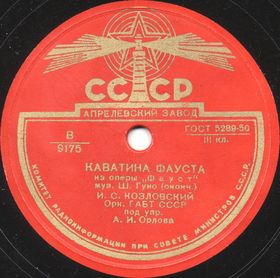 СССР
АПРЕЛЕВСКИЙ ЗАВОД
В
9175
ГОСТ 5289-50
III кл.
КАВАТИНА ФАУСТА
из оперы „Фауст“
муз. Ш. Гуно (оконч.)
И. С. КОЗЛОВСКИЙ
Орк. ГАБТ СССР
под упр.
А. И. Орлова
КОМИТЕТ РАДИОИНФОРМАЦИИ ПРИ СОВЕТЕ МИНИСТРОВ СССР.